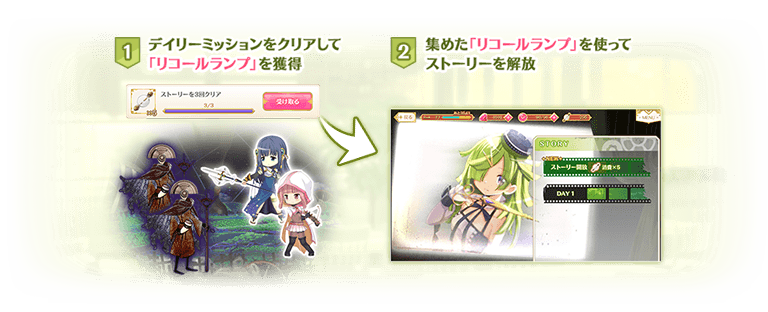 1 デイリーミッションをクリアして
「リコールランプ」を獲得
ストーリーを3回クリア
3/3
受け取る
2 集めた「リコールランプ」を使って
ストーリーを解放
戻る
MENU
STORY
NEW
ストーリー開放 消費×5
DAY 1